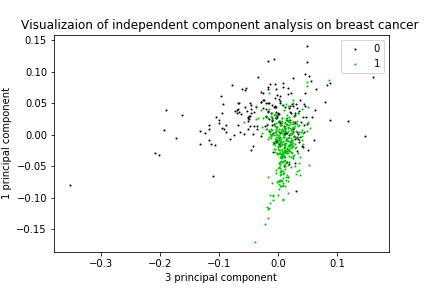 Visualizaion of independent component analysis on breast cancer
0.15
0.10
0.05
0.00
−0.05
−0.10
−0.15
1 principal component
0
1
−0.3 −0.2 −0.1 0.0 0.1
3 principal component